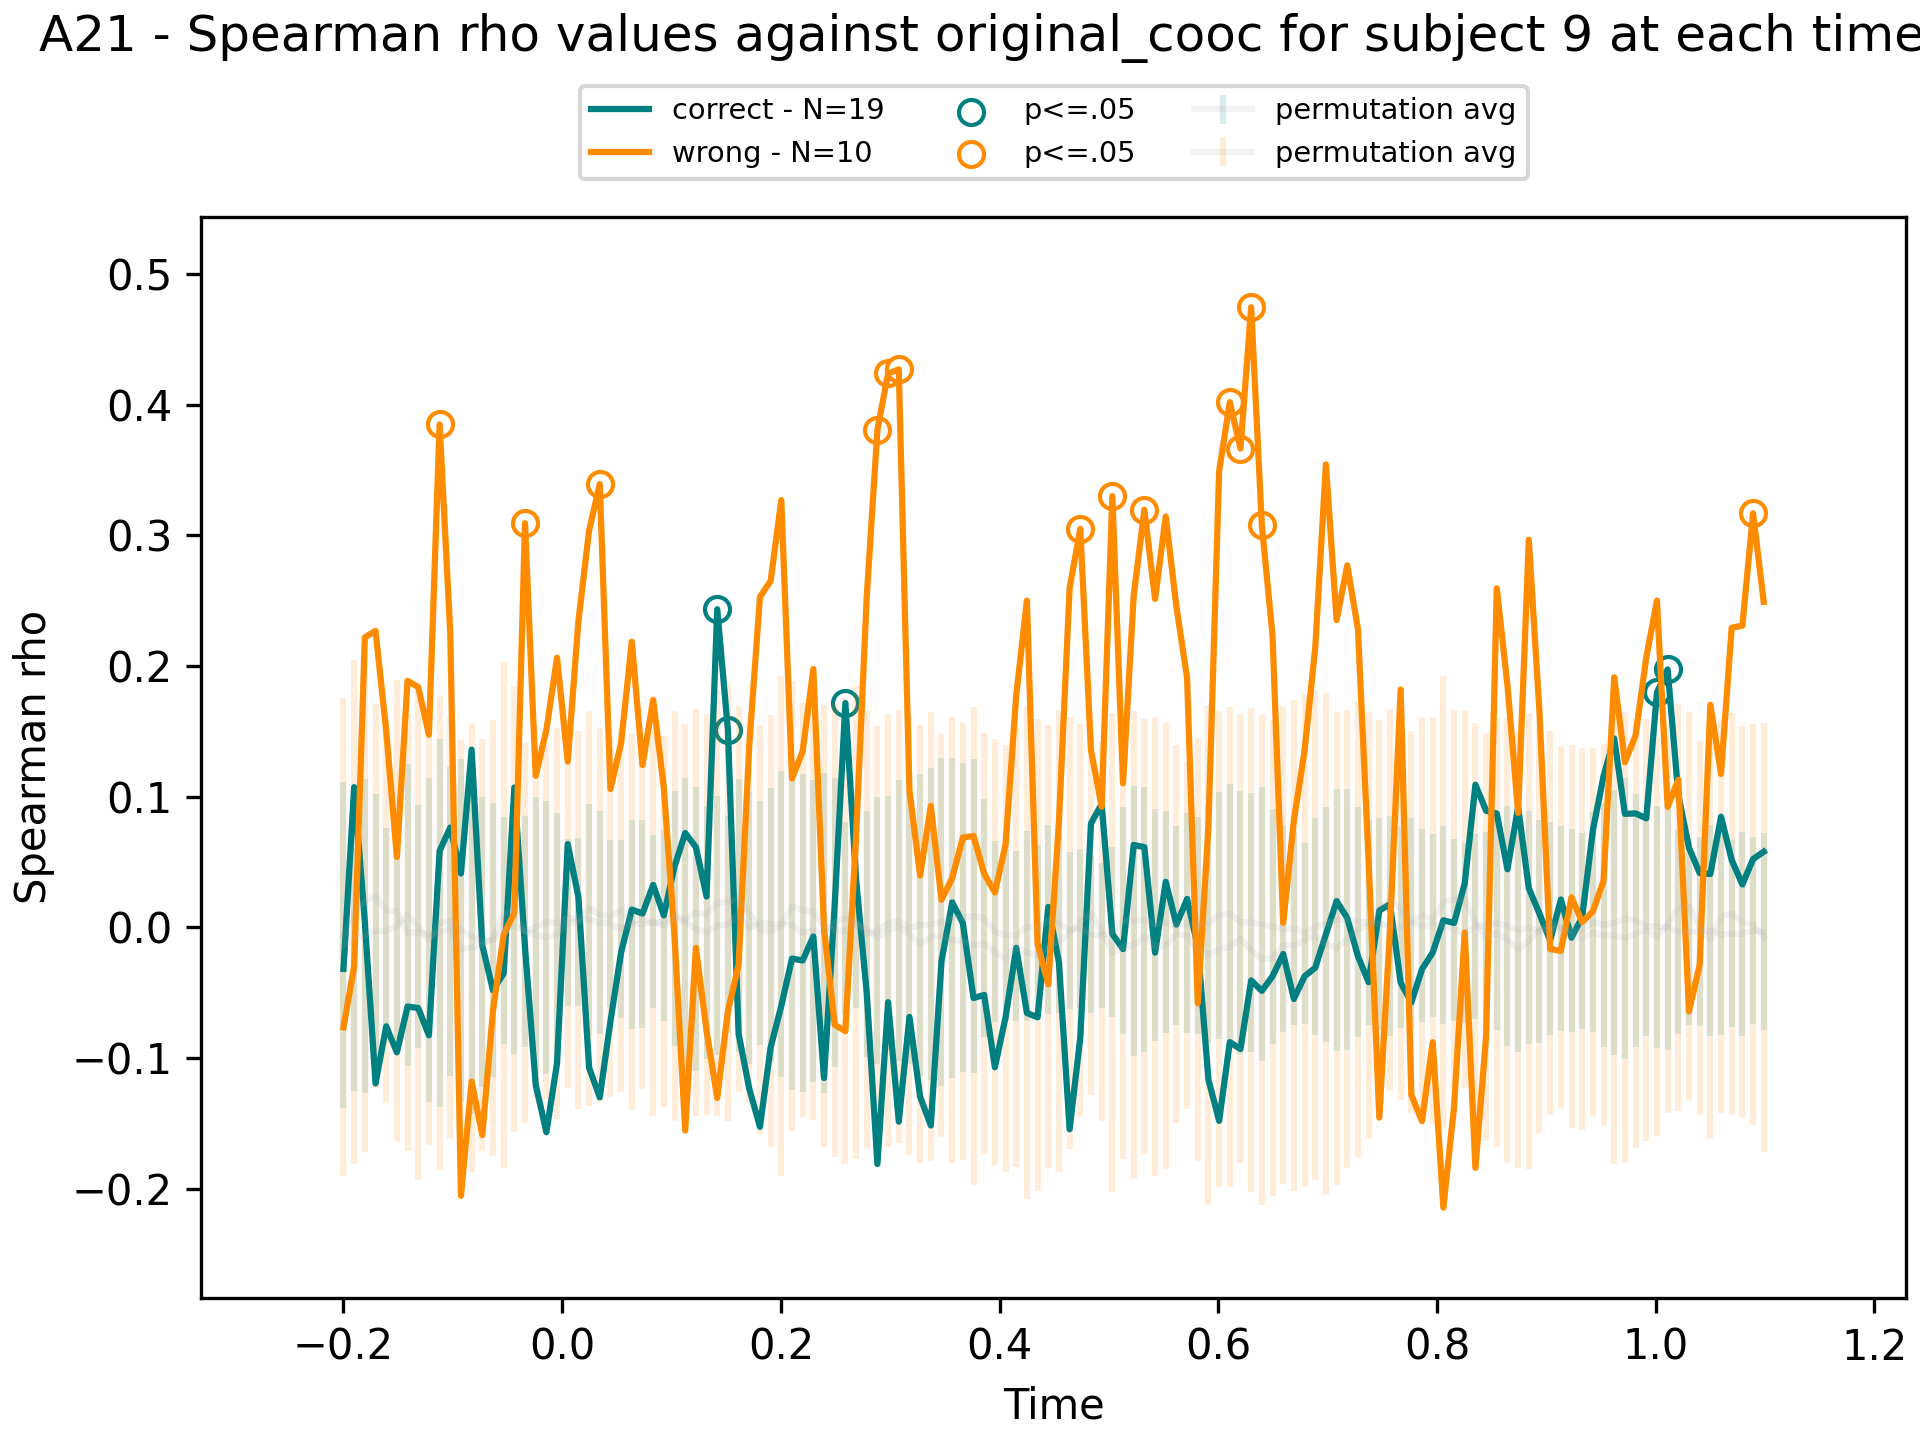 A21 - Spearman rho values against original_cooc for subject 9 at each time
correct - N=19
wrong - N=10
p<=.05
p<=.05
permutation avg
permutation avg
0.5
0.4
0.3
0.2
0.1
0.0
−0.1
−0.2
Spearman rho
−0.2
0.0
0.2
0.4
0.6
0.8
1.0
1.2
Time